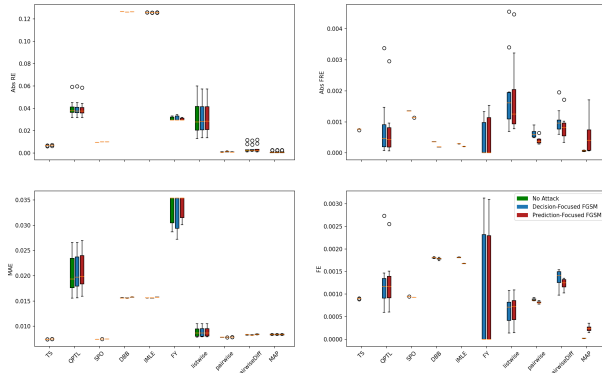 Abs RE
0.12
0.10
0.08
0.06
0.04
0.02
0.00
Abs FRE
0.004
0.003
0.002
0.001
0.000
MAE
0.035
0.030
0.025
0.020
0.015
0.010
TS
QPTL
SPO
DBB
IMLE
FY
listwise
pairwise
pairwiseDiff
MAP
FE
0.0030
0.0025
0.0020
0.0015
0.0010
0.0005
0.0000
No Attack
Decision-Focused FGSM
Prediction-Focused FGSM
TS
QPTL
SPO
DBB
IMLE
FY
listwise
pairwise
pairwiseDiff
MAP